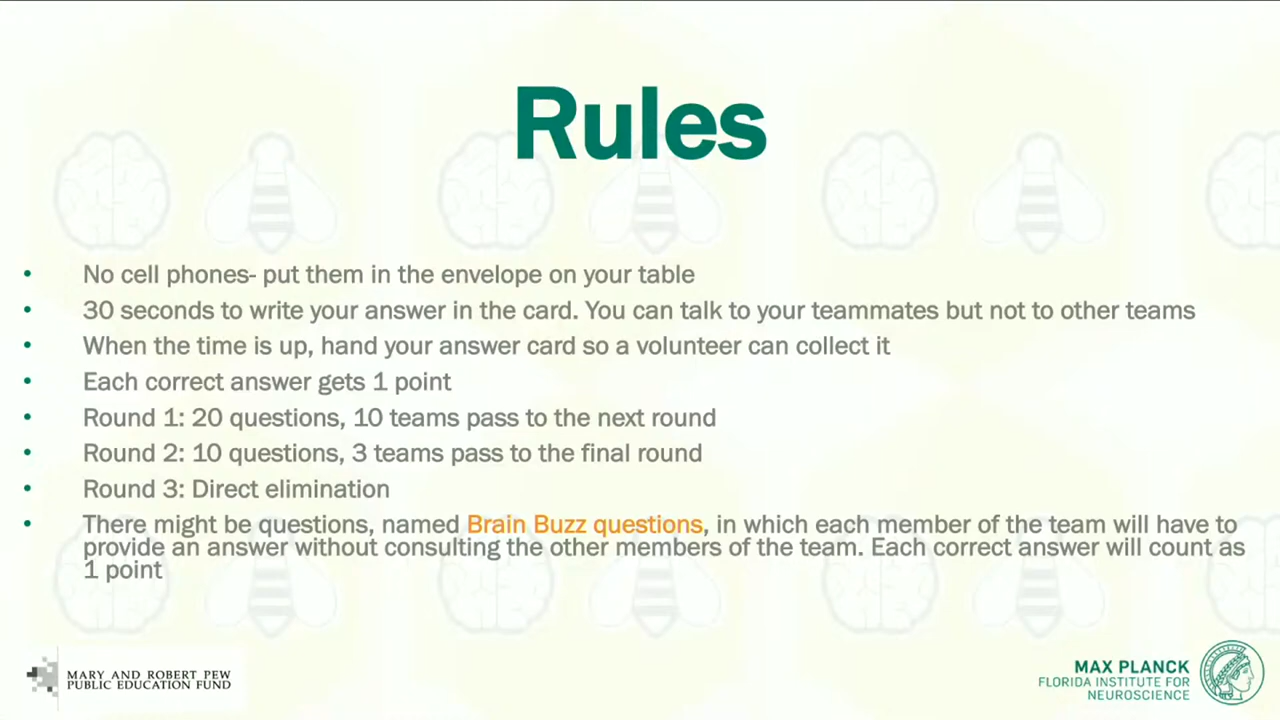 Rules
• No cell phones- put them in the envelope on your table
• 30 seconds to write your answer in the card. You can talk to your teammates but not to other teams
• When the time is up, hand your answer card so a volunteer can collect it
• Each correct answer gets 1 point
• Round 1: 20 questions, 10 teams pass to the next round
• Round 2: 10 questions, 3 teams pass to the final round
• Round 3: Direct elimination
• There might be questions, named Brain Buzz questions, in which each member of the team will have to
provide an answer without consulting the other members of the team. Each correct answer will count as
1 point
MARY AND ROBERT PEW
PUBLIC EDUCATION FUND
MAX PLANCK
FLORIDA INSTITUTE FOR
NEUROSCIENCE